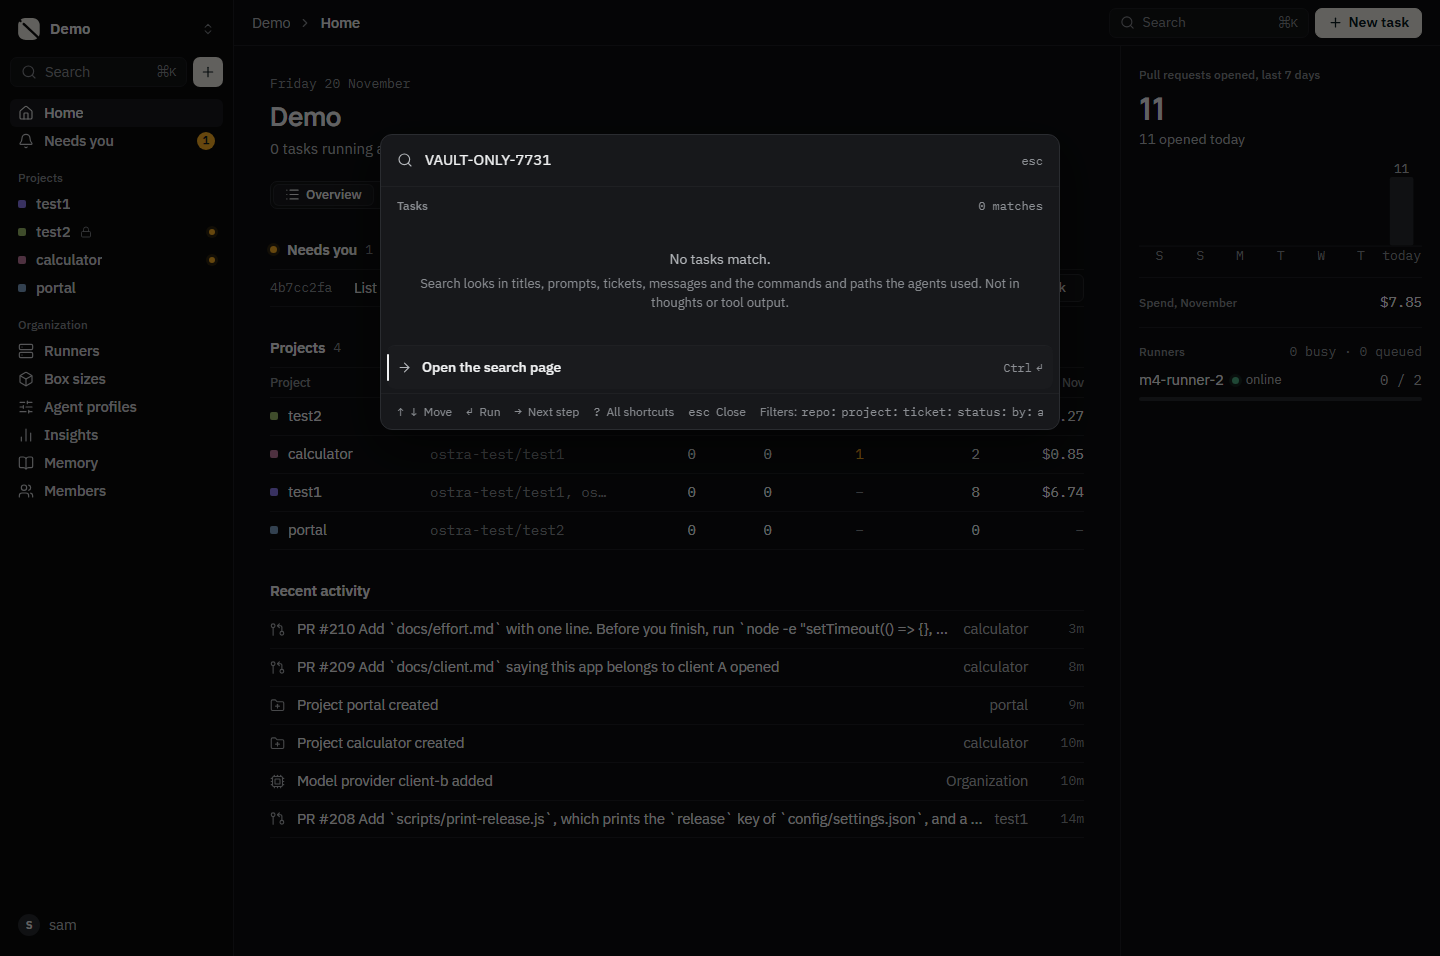 Demo
Search ⌘K
Home
Needs you 1
Projects
test1
test2
calculator
portal
Organization
Runners
Box sizes
Agent profiles
Insights
Memory
Members
S sam
Demo > Home
Search ⌘K
+ New task
Friday 20 November
Demo
0 tasks running
Overview
Needs you 1
4b7cc2fa List
Projects 4
Project Nov
test2 .27
calculator ostra-test/test1 0 0 1 2 $0.85
test1 ostra-test/test1, os… 0 0 – 8 $6.74
portal ostra-test/test2 0 0 – 0 –
Recent activity
PR #210 Add `docs/effort.md` with one line. Before you finish, run `node -e "setTimeout(() => {}, ... calculator 3m
PR #209 Add `docs/client.md` saying this app belongs to client A opened calculator 8m
Project portal created portal 9m
Project calculator created calculator 10m
Model provider client-b added Organization 10m
PR #208 Add `scripts/print-release.js`, which prints the `release` key of `config/settings.json`, and a ... test1 14m
VAULT-ONLY-7731 esc
Tasks 0 matches
No tasks match.
Search looks in titles, prompts, tickets, messages and the commands and paths the agents used. Not in
thoughts or tool output.
→ Open the search page Ctrl ↵
↑ ↓ Move ↵ Run → Next step ? All shortcuts esc Close Filters: repo: project: ticket: status: by: a
Pull requests opened, last 7 days
11
11 opened today
11
S S M T W T today
Spend, November $7.85
Runners 0 busy · 0 queued
m4-runner-2 online 0 / 2